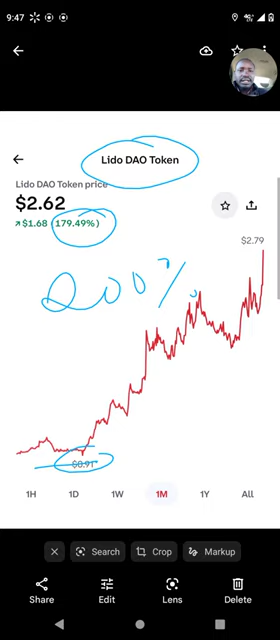 9:47
4G
Lido DAO Token
Lido DAO Token price
$2.62
$1.68 (179.49%)
$2.79
200%
$0.91
1H 1D 1W 1M 1Y All
Search Crop Markup
Share Edit Lens Delete